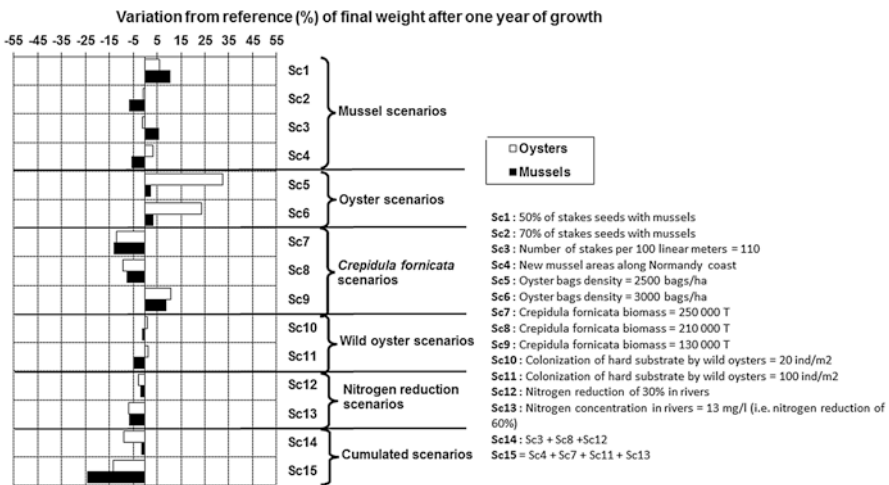 Variation from reference (%) of final weight after one year of growth
-55 -45 -35 -25 -15 -5 5 15 25 35 45 55
Sc1
Sc2
Sc3
Sc4
Mussel scenarios
Sc5
Sc6
Oyster scenarios
Sc7
Sc8
Sc9
Crepidula fornicata
scenarios
Sc10
Sc11
Wild oyster scenarios
Sc12
Sc13
Nitrogen reduction
scenarios
Sc14
Sc15
Cumulated scenarios
Oysters
Mussels
Sc1 : 50% of stakes seeds with mussels
Sc2 : 70% of stakes seeds with mussels
Sc3 : Number of stakes per 100 linear meters = 110
Sc4 : New mussel areas along Normandy coast
Sc5 : Oyster bags density = 2500 bags/ha
Sc6 : Oyster bags density = 3000 bags/ha
Sc7 : Crepidula fornicata biomass = 250 000 T
Sc8 : Crepidula fornicata biomass = 210 000 T
Sc9 : Crepidula fornicata biomass = 130 000 T
Sc10 : Colonization of hard substrate by wild oysters = 20 ind/m2
Sc11 : Colonization of hard substrate by wild oysters = 100 ind/m2
Sc12 : Nitrogen reduction of 30% in rivers
Sc13 : Nitrogen concentration in rivers = 13 mg/l (i.e. nitrogen reduction of
60%)
Sc14 : Sc3 + Sc8 +Sc12
Sc15 = Sc4 + Sc7 + Sc11 + Sc13